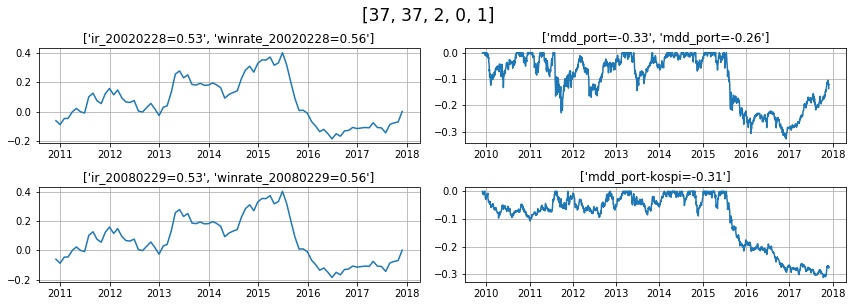 [37, 37, 2, 0, 1]
['ir_20020228=0.53', 'winrate_20020228=0.56']
0.4
0.2
0.0
−0.2
2011 2012 2013 2014 2015 2016 2017 2018
['mdd_port=-0.33', 'mdd_port=-0.26']
0.0
−0.1
−0.2
−0.3
2010 2011 2012 2013 2014 2015 2016 2017 2018
['ir_20080229=0.53', 'winrate_20080229=0.56']
0.4
0.2
0.0
−0.2
2011 2012 2013 2014 2015 2016 2017 2018
['mdd_port-kospi=-0.31']
0.0
−0.1
−0.2
−0.3
2010 2011 2012 2013 2014 2015 2016 2017 2018